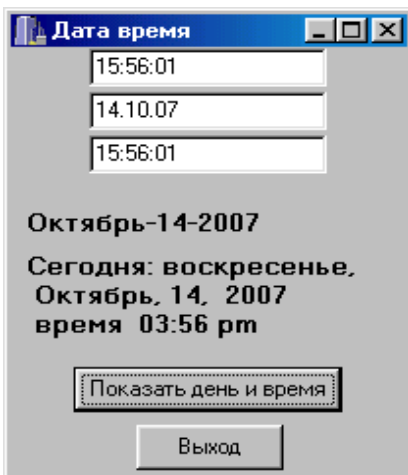 Дата время
15:56:01
14.10.07
15:56:01
Октябрь-14-2007
Сегодня: воскресенье,
Октябрь, 14, 2007
время 03:56 pm
Показать день и время
Выход